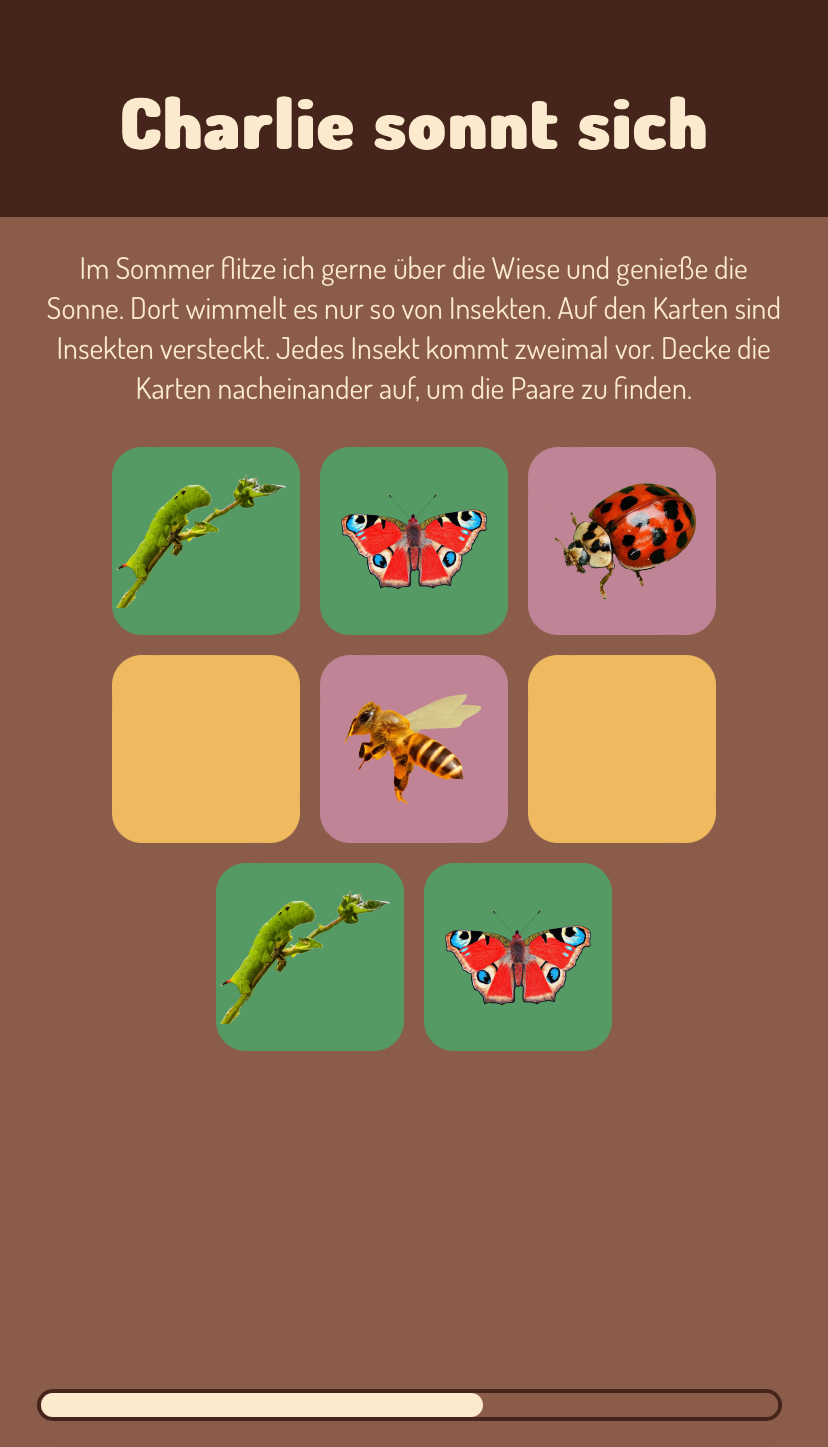 Charlie sonnt sich
Im Sommer flitze ich gerne über die Wiese und genieße die
Sonne. Dort wimmelt es nur so von Insekten. Auf den Karten sind
Insekten versteckt. Jedes Insekt kommt zweimal vor. Decke die
Karten nacheinander auf, um die Paare zu finden.